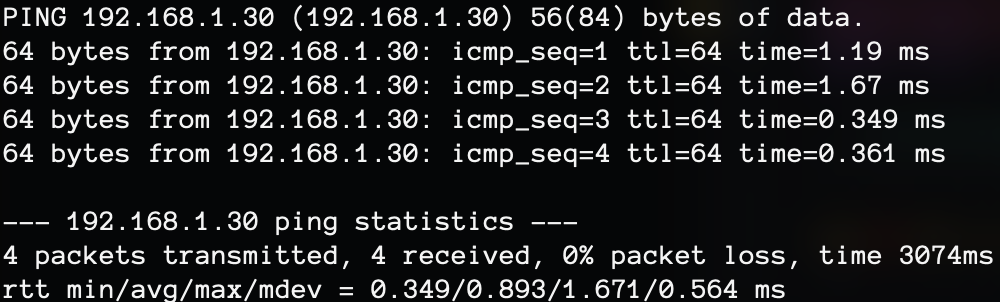 PING 192.168.1.30 (192.168.1.30) 56(84) bytes of data.
64 bytes from 192.168.1.30: icmp_seq=1 ttl=64 time=1.19 ms
64 bytes from 192.168.1.30: icmp_seq=2 ttl=64 time=1.67 ms
64 bytes from 192.168.1.30: icmp_seq=3 ttl=64 time=0.349 ms
64 bytes from 192.168.1.30: icmp_seq=4 ttl=64 time=0.361 ms
--- 192.168.1.30 ping statistics ---
4 packets transmitted, 4 received, 0% packet loss, time 3074ms
rtt min/avg/max/mdev = 0.349/0.893/1.671/0.564 ms